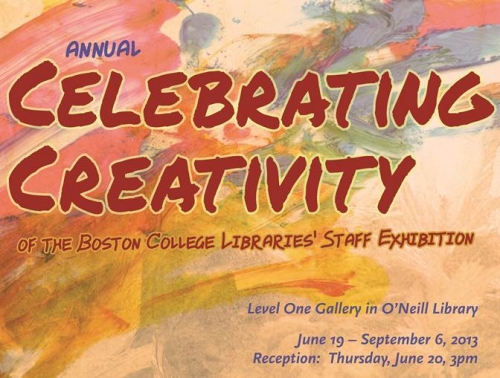 ANNUAL
CELEBRATING
CREATIVITY
OF THE BOSTON COLLEGE LIBRARIES' STAFF EXHIBITION
Level One Gallery in O'Neill Library
June 19 – September 6, 2013
Reception: Thursday, June 20, 3pm